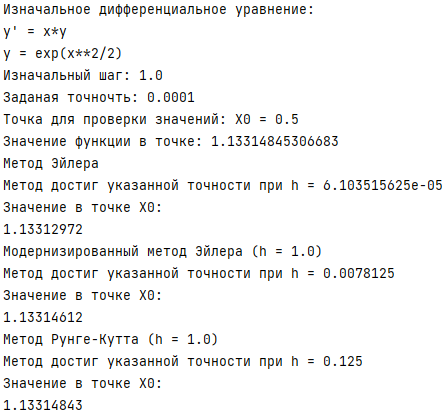 Изначальное дифференциальное уравнение:
y' = x*y
y = exp(x**2/2)
Изначальный шаг: 1.0
Заданая точночть: 0.0001
Точка для проверки значений: X0 = 0.5
Значение функции в точке: 1.13314845306683
Метод Эйлера
Метод достиг указанной точности при h = 6.103515625e-05
Значение в точке X0:
1.13312972
Модернизированный метод Эйлера (h = 1.0)
Метод достиг указанной точности при h = 0.0078125
Значение в точке X0:
1.13314612
Метод Рунге-Кутта (h = 1.0)
Метод достиг указанной точности при h = 0.125
Значение в точке X0:
1.13314843